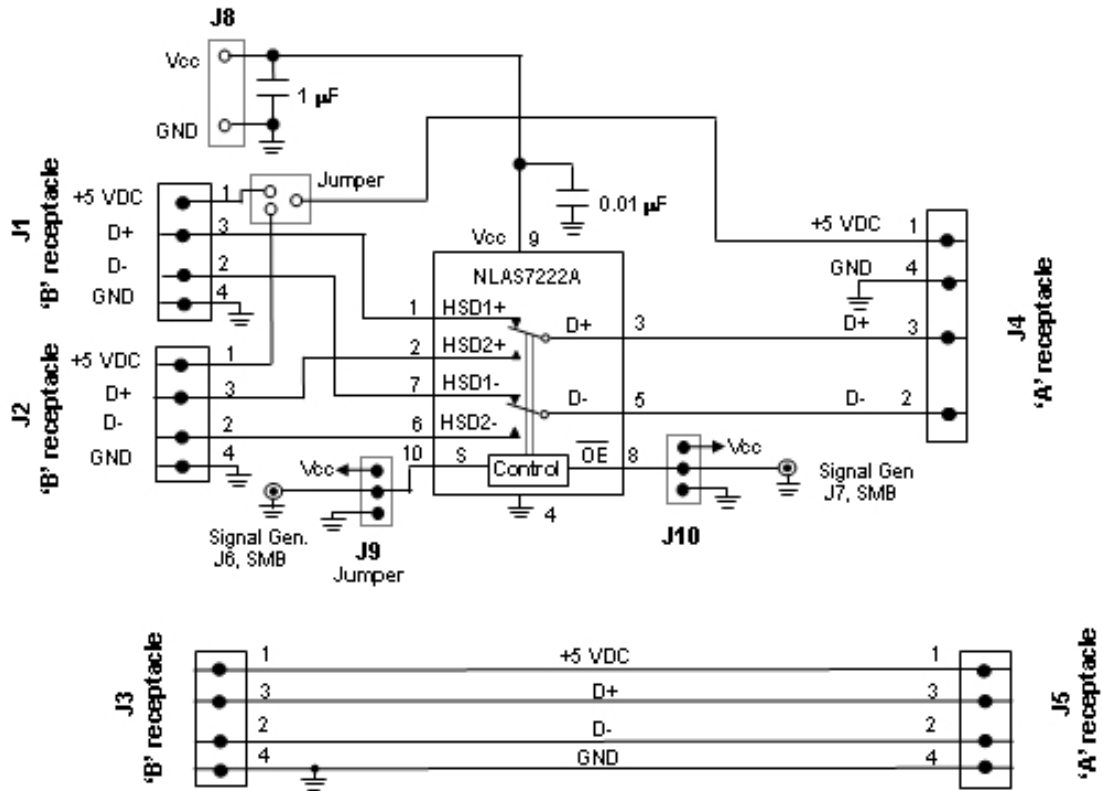 J8
Vcc
1 µF
GND
J1
'B' receptacle
+5 VDC
1
D+
3
D-
2
GND
4
Jumper
0.01 µF
Vcc
9
NLAS7222A
1
HSD1+
2
HSD2+
7
HSD1-
6
HSD2-
10
S
Control
OE
8
4
D+
3
D-
5
J2
'B' receptacle
+5 VDC
1
D+
3
D-
2
GND
4
+5 VDC
1
GND
4
D+
3
D-
2
J4
'A' receptacle
Vcc
Signal Gen.
J6, SMB
J9
Jumper
Vcc
J10
Signal Gen
J7, SMB
J3
'B' receptacle
1
+5 VDC
1
3
D+
3
2
D-
2
4
GND
4
J5
'A' receptacle